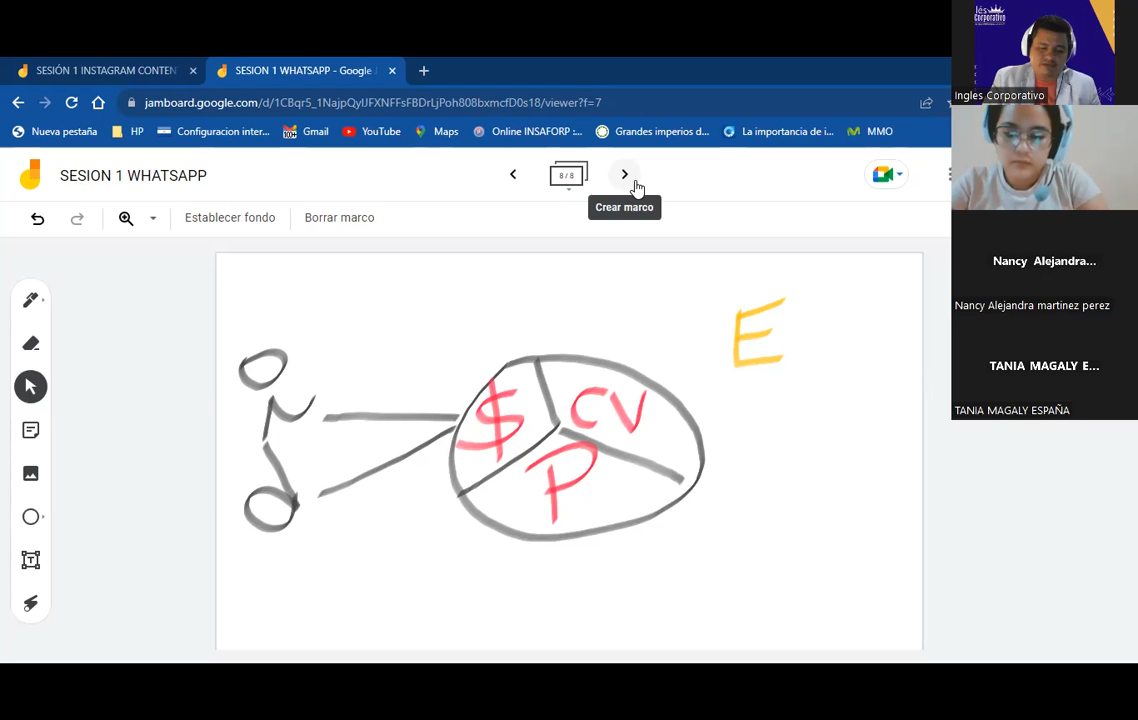 SESIÓN 1 INSTAGRAM CONTEN
SESION 1 WHATSAPP - Google
jamboard.google.com/d/1CBqr5_1NajpQyIJFXNFFsFBDrLjPoh808bxmcfD0s18/viewer?f=7
Nueva pestaña HP Configuracion inter... Gmail YouTube Maps Online INSAFORP :... Grandes imperios d... La importancia de i... MMO
SESION 1 WHATSAPP
8 / 8
Crear marco
Establecer fondo Borrar marco
E
$ CV
P
lés
Corporativo
Ingles Corporativo
Nancy Alejandra...
Nancy Alejandra martinez perez
TANIA MAGALY E...
TANIA MAGALY ESPAÑA